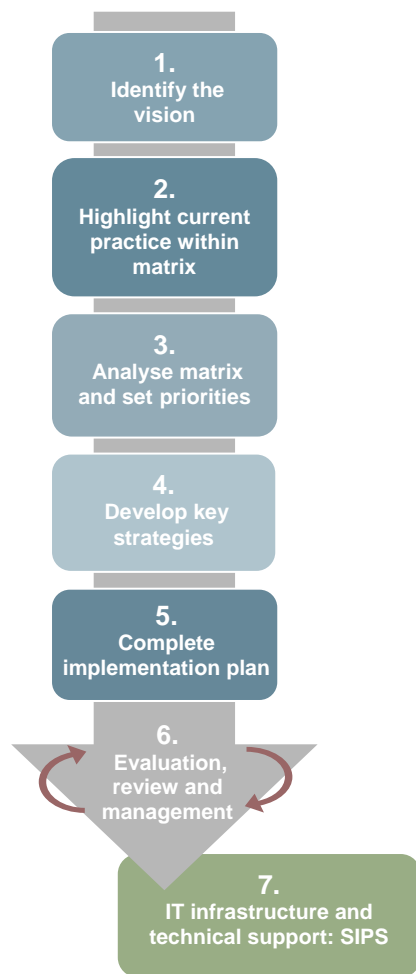 1.
Identify the
vision
2.
Highlight current
practice within
matrix
3.
Analyse matrix
and set priorities
4.
Develop key
strategies
5.
Complete
implementation plan
6.
Evaluation,
review and
management
7.
IT infrastructure and
technical support: SIPS